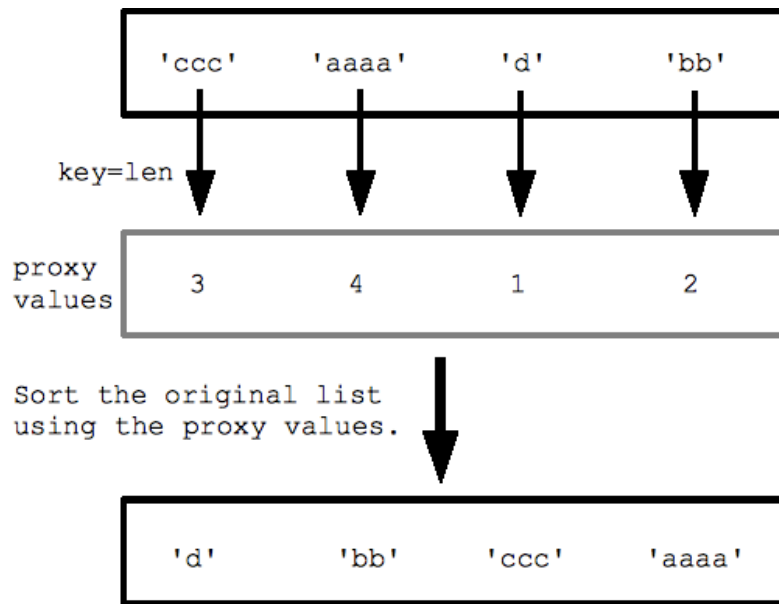 'ccc' 'aaaa' 'd' 'bb'
key=len
proxy
values
3 4 1 2
Sort the original list
using the proxy values.
'd' 'bb' 'ccc' 'aaaa'